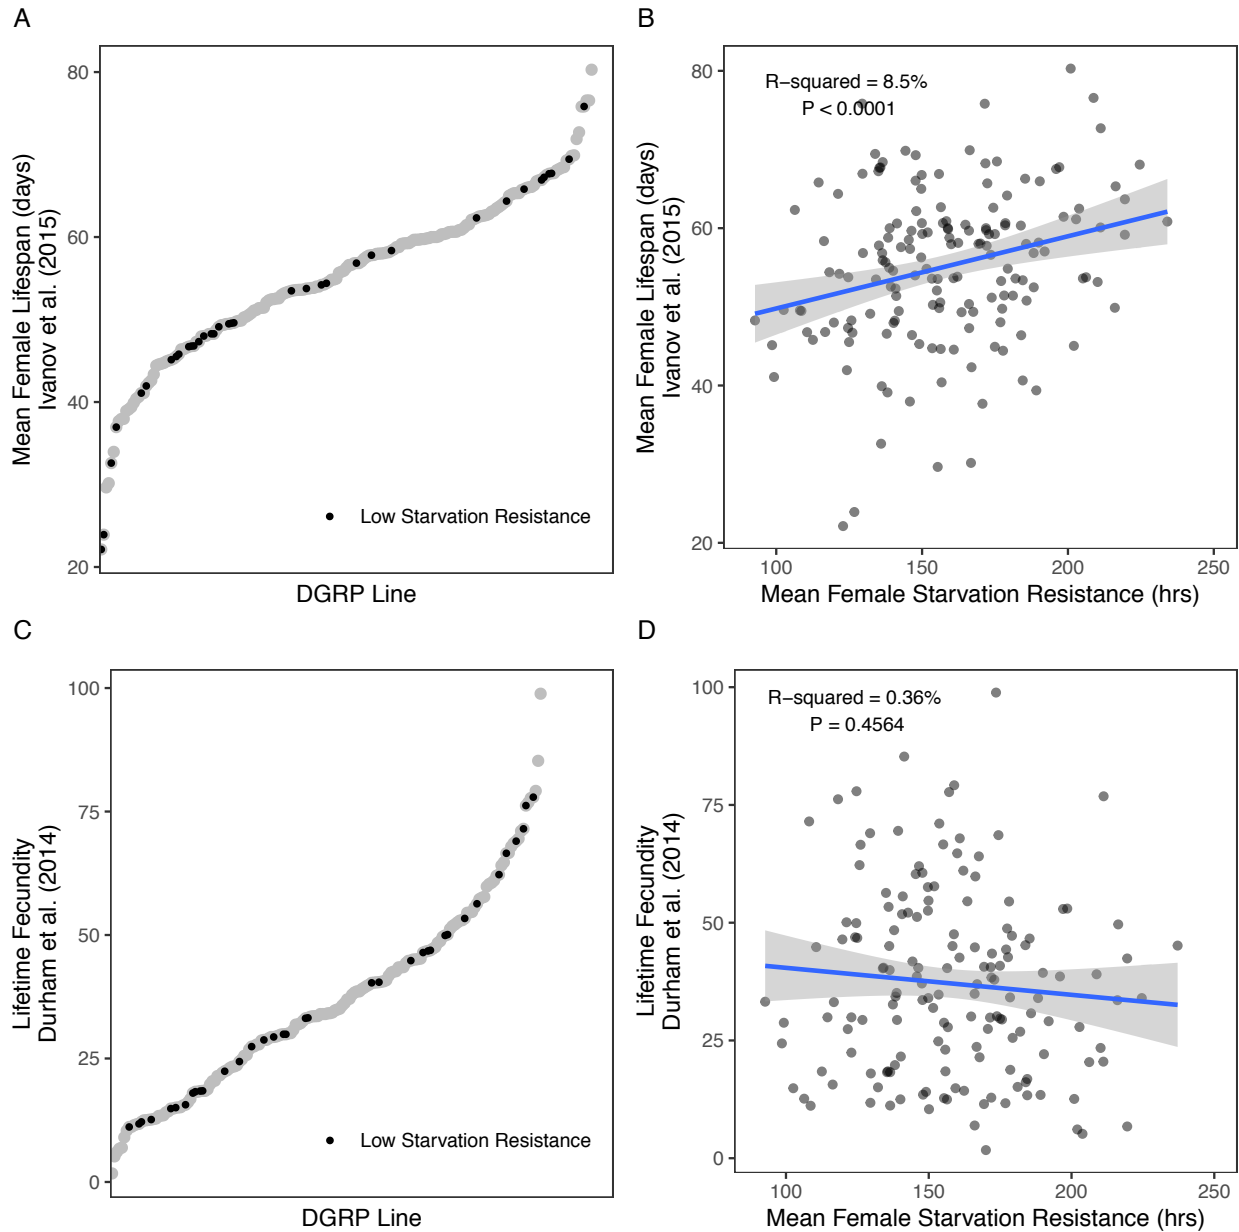 A
80
60
40
20
Mean Female Lifespan (days)
Ivanov et al. (2015)
Low Starvation Resistance
DGRP Line
B
80
60
40
20
Mean Female Lifespan (days)
Ivanov et al. (2015)
R−squared = 8.5%
P < 0.0001
100 150 200 250
Mean Female Starvation Resistance (hrs)
C
100
75
50
25
0
Lifetime Fecundity
Durham et al. (2014)
Low Starvation Resistance
DGRP Line
D
100
75
50
25
0
Lifetime Fecundity
Durham et al. (2014)
R−squared = 0.36%
P = 0.4564
100 150 200 250
Mean Female Starvation Resistance (hrs)